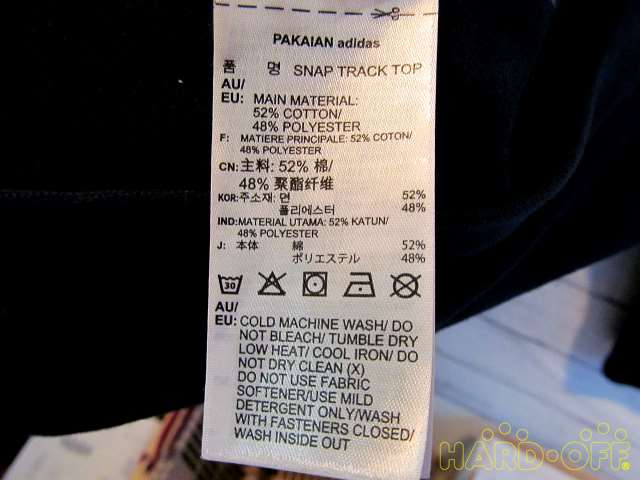 PAKAIAN adidas
품 명 SNAP TRACK TOP
AU/
EU: MAIN MATERIAL:
52% COTTON/
48% POLYESTER
F: MATIERE PRINCIPALE: 52% COTON/
48% POLYESTER
CN: 主料: 52% 棉/
48% 聚酯纤维
KOR: 주소재: 면 52%
폴리에스터 48%
IND: MATERIAL UTAMA: 52% KATUN/
48% POLYESTER
J: 本体 綿 52%
ポリエステル 48%
30
AU/
EU: COLD MACHINE WASH/ DO
NOT BLEACH/ TUMBLE DRY
LOW HEAT/ COOL IRON/ DO
NOT DRY CLEAN (X)
DO NOT USE FABRIC
SOFTENER/USE MILD
DETERGENT ONLY/WASH
WITH FASTENERS CLOSED/
WASH INSIDE OUT
HARD·OFF